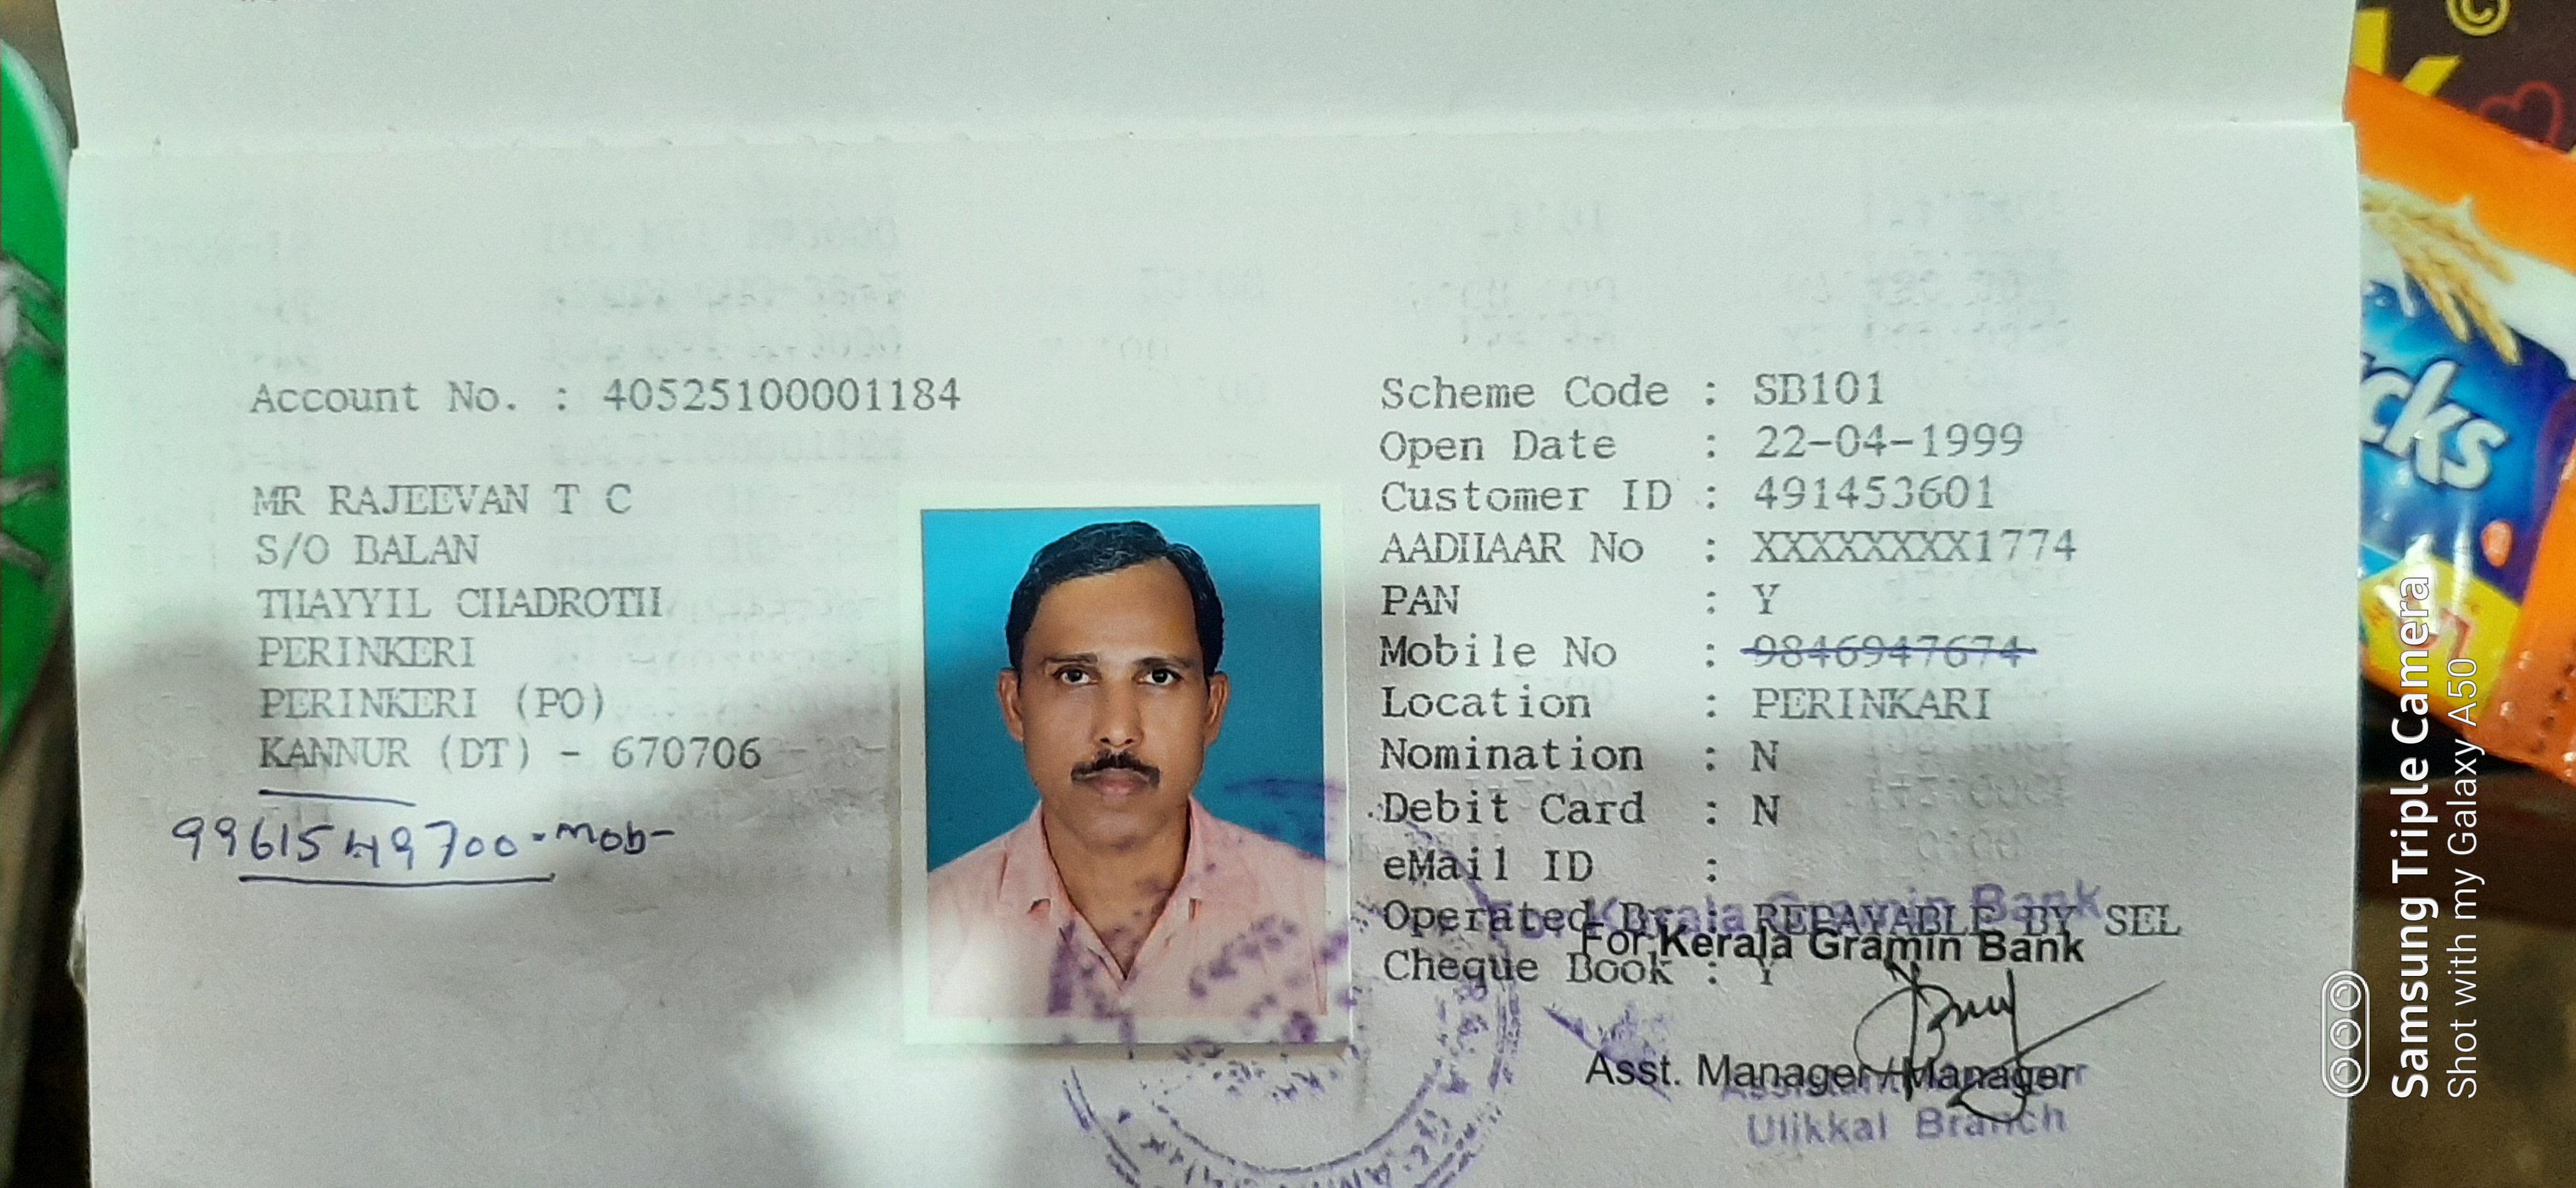 Account No. : 40525100001184
MR RAJEEVAN T C
S/O BALAN
THAYYIL CHADROTH
PERINKERI
PERINKERI (PO)
KANNUR (DT) - 670706
9961549700 - mob-
Scheme Code : SB101
Open Date : 22-04-1999
Customer ID : 491453601
AADHAAR No : XXXXXXXX1774
PAN : Y
Mobile No : 9846947674
Location : PERINKARI
Nomination : N
Debit Card : N
eMail ID :
Operated REPAYABLE BY SEL
Cheque Book : Y
For Kerala Gramin Bank
Asst. Manager/Manager
Ulikkal Branch
cks
Samsung Triple Camera
Shot with my Galaxy A50